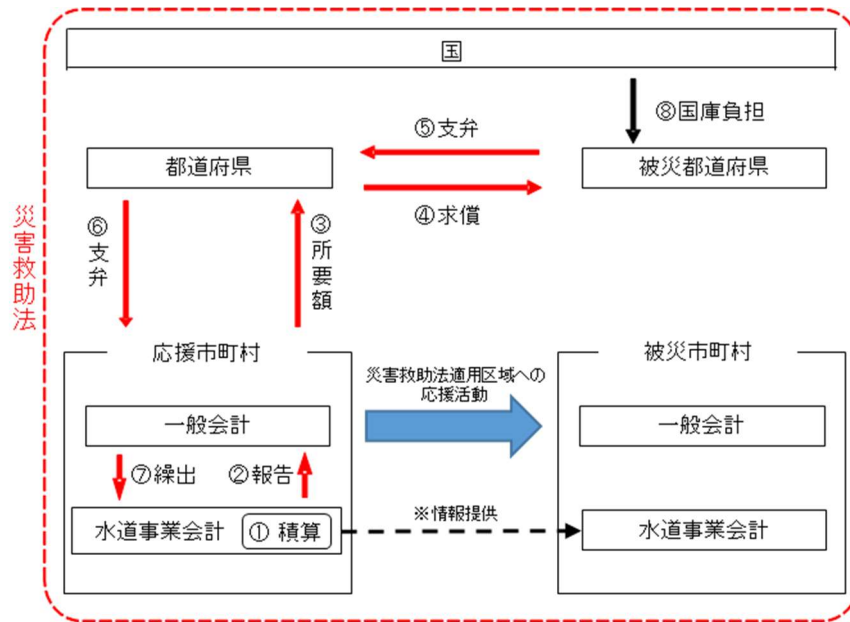 国
⑧国庫負担
⑤支弁
都道府県
被災都道府県
④求償
災害救助法
⑥支弁
③所要額
応援市町村
被災市町村
災害救助法適用区域への
応援活動
一般会計
一般会計
⑦繰出
②報告
※情報提供
水道事業会計
① 積算
水道事業会計